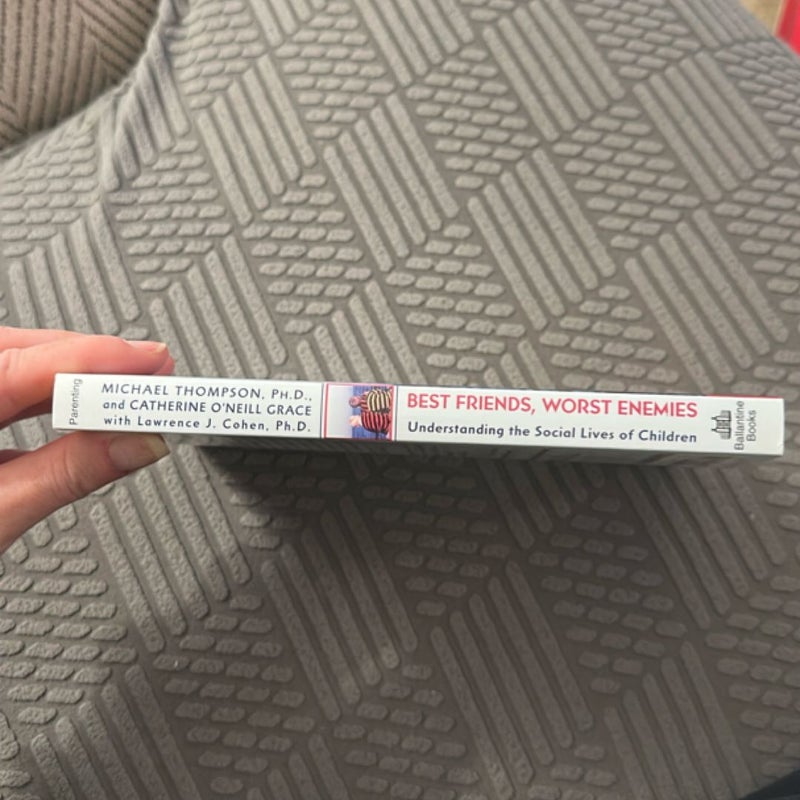 Parenting
MICHAEL THOMPSON, PH.D.,
and CATHERINE O'NEILL GRACE
with Lawrence J. Cohen, Ph.D.
BEST FRIENDS, WORST ENEMIES
Understanding the Social Lives of Children
Ballantine
Books